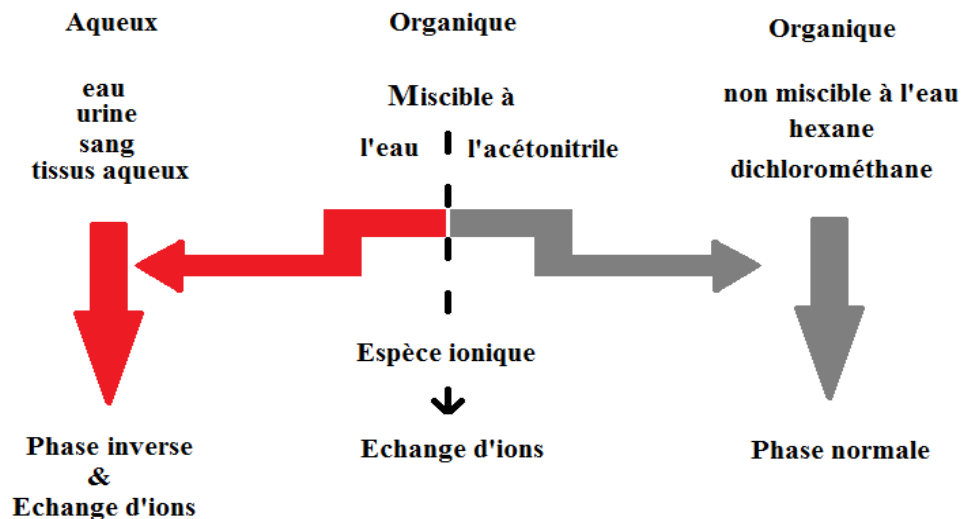 Aqueux
eau
urine
sang
tissus aqueux
Phase inverse
&
Echange d'ions
Organique
Miscible à
l'eau
l'acétonitrile
Espèce ionique
Echange d'ions
Organique
non miscible à l'eau
hexane
dichlorométhane
Phase normale